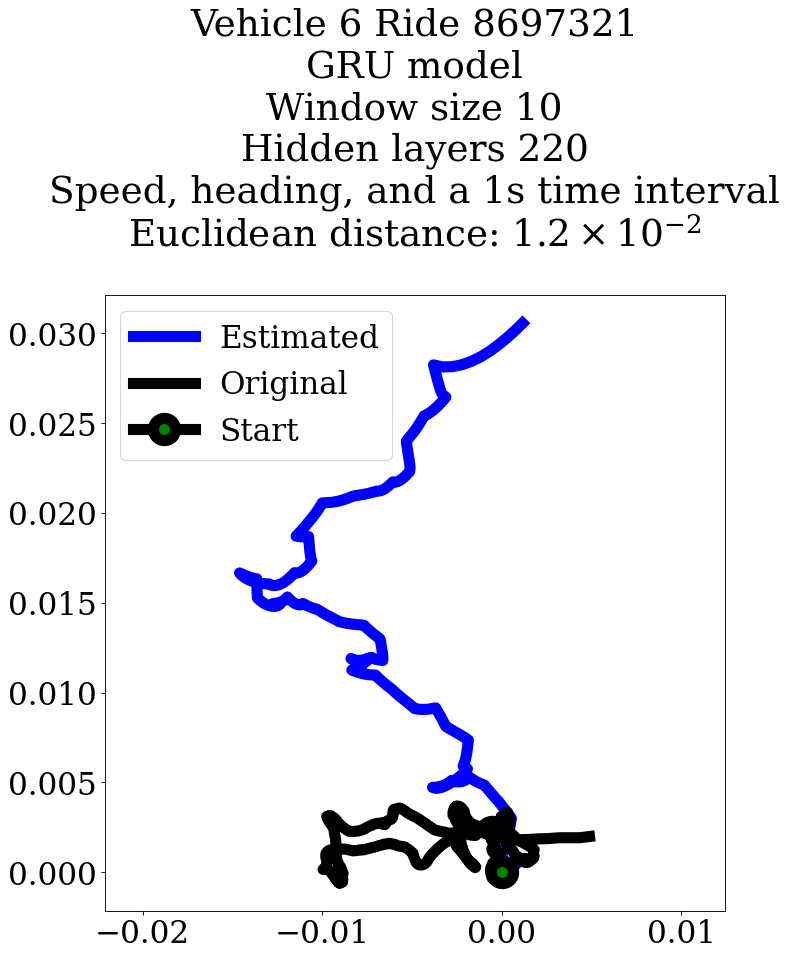 Vehicle 6 Ride 8697321
GRU model
Window size 10
Hidden layers 220
Speed, heading, and a 1s time interval
Euclidean distance: 1.2 × 10⁻²
Estimated
Original
Start
0.030
0.025
0.020
0.015
0.010
0.005
0.000
−0.02 −0.01 0.00 0.01